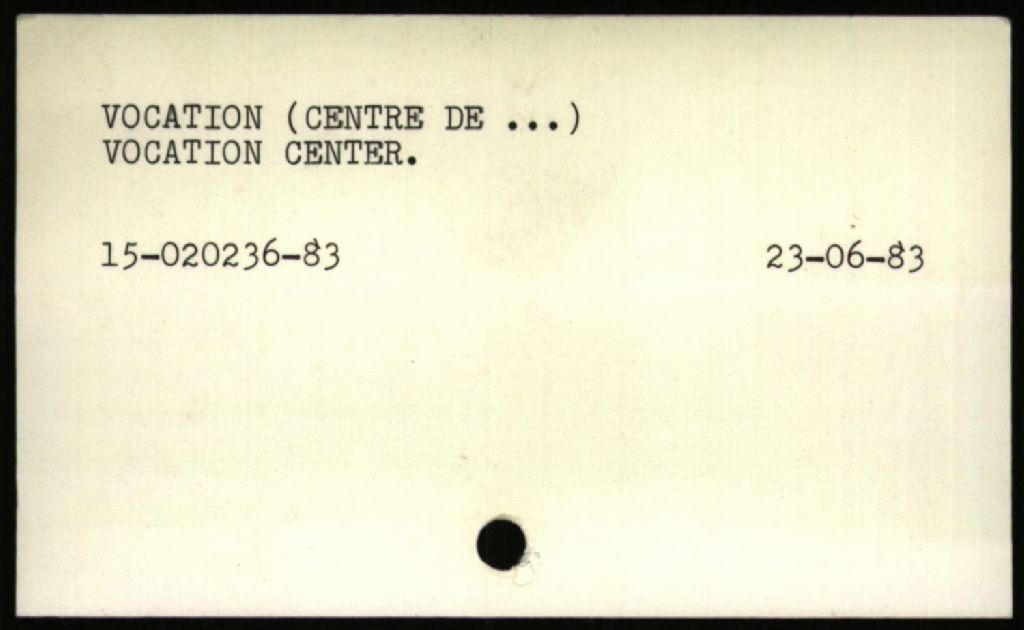 VOCATION (CENTRE DE ...)
VOCATION CENTER.
15-020236-83 23-06-83